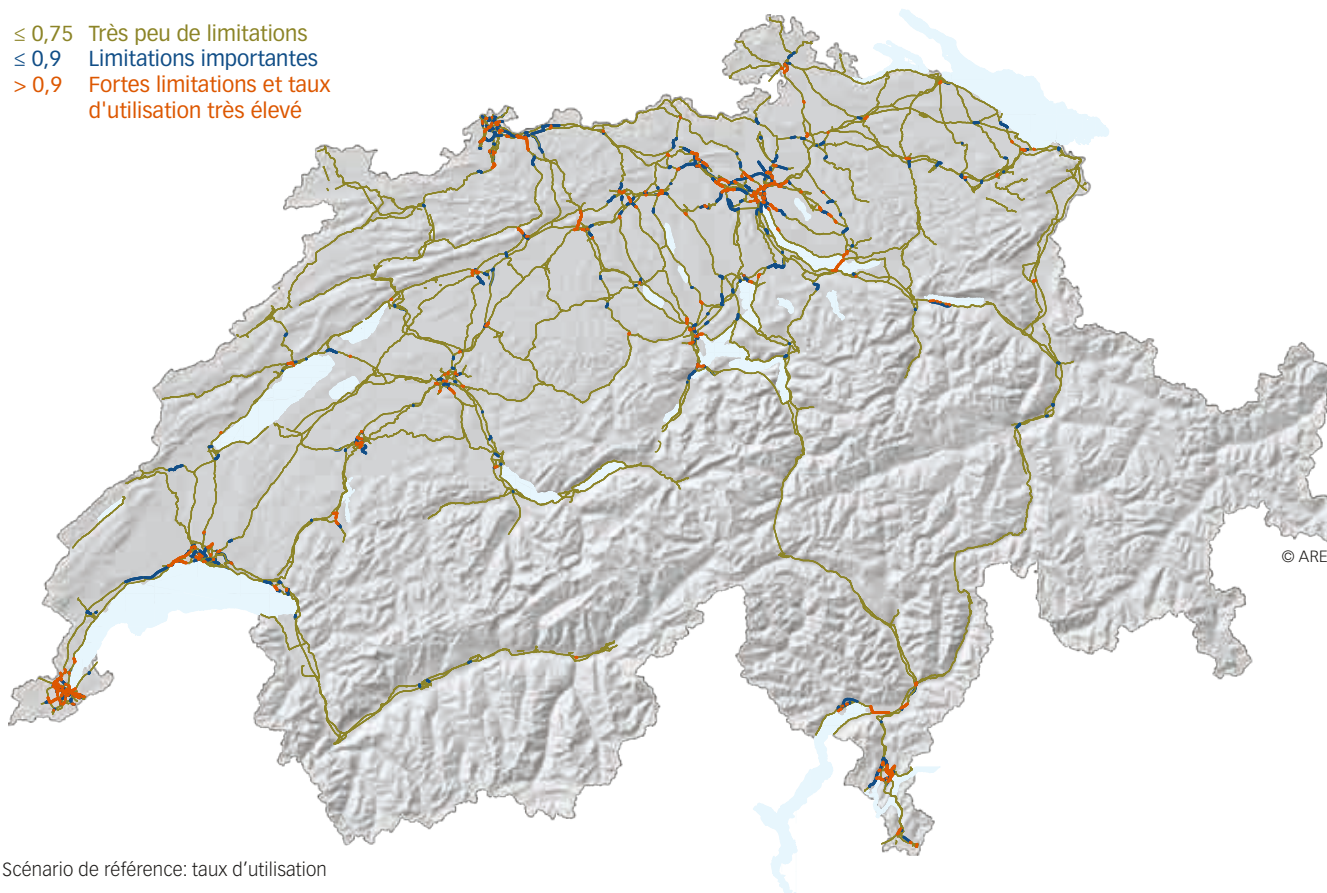 ≤ 0,75 Très peu de limitations
≤ 0,9 Limitations importantes
> 0,9 Fortes limitations et taux
d'utilisation très élevé
© ARE
Scénario de référence: taux d’utilisation